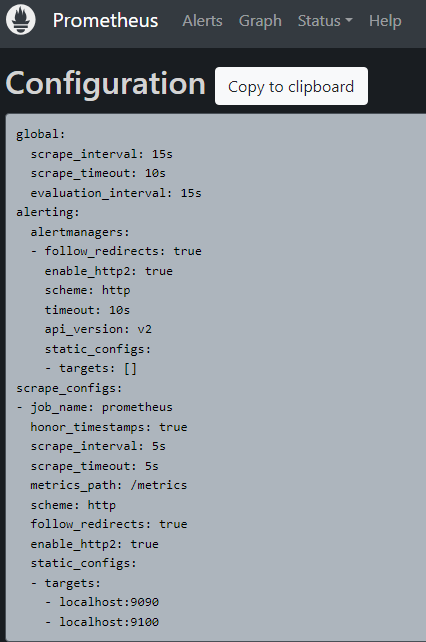 Prometheus Alerts Graph Status Help
Configuration Copy to clipboard
global:
  scrape_interval: 15s
  scrape_timeout: 10s
  evaluation_interval: 15s
alerting:
  alertmanagers:
  - follow_redirects: true
    enable_http2: true
    scheme: http
    timeout: 10s
    api_version: v2
    static_configs:
    - targets: []
scrape_configs:
- job_name: prometheus
  honor_timestamps: true
  scrape_interval: 5s
  scrape_timeout: 5s
  metrics_path: /metrics
  scheme: http
  follow_redirects: true
  enable_http2: true
  static_configs:
  - targets:
    - localhost:9090
    - localhost:9100